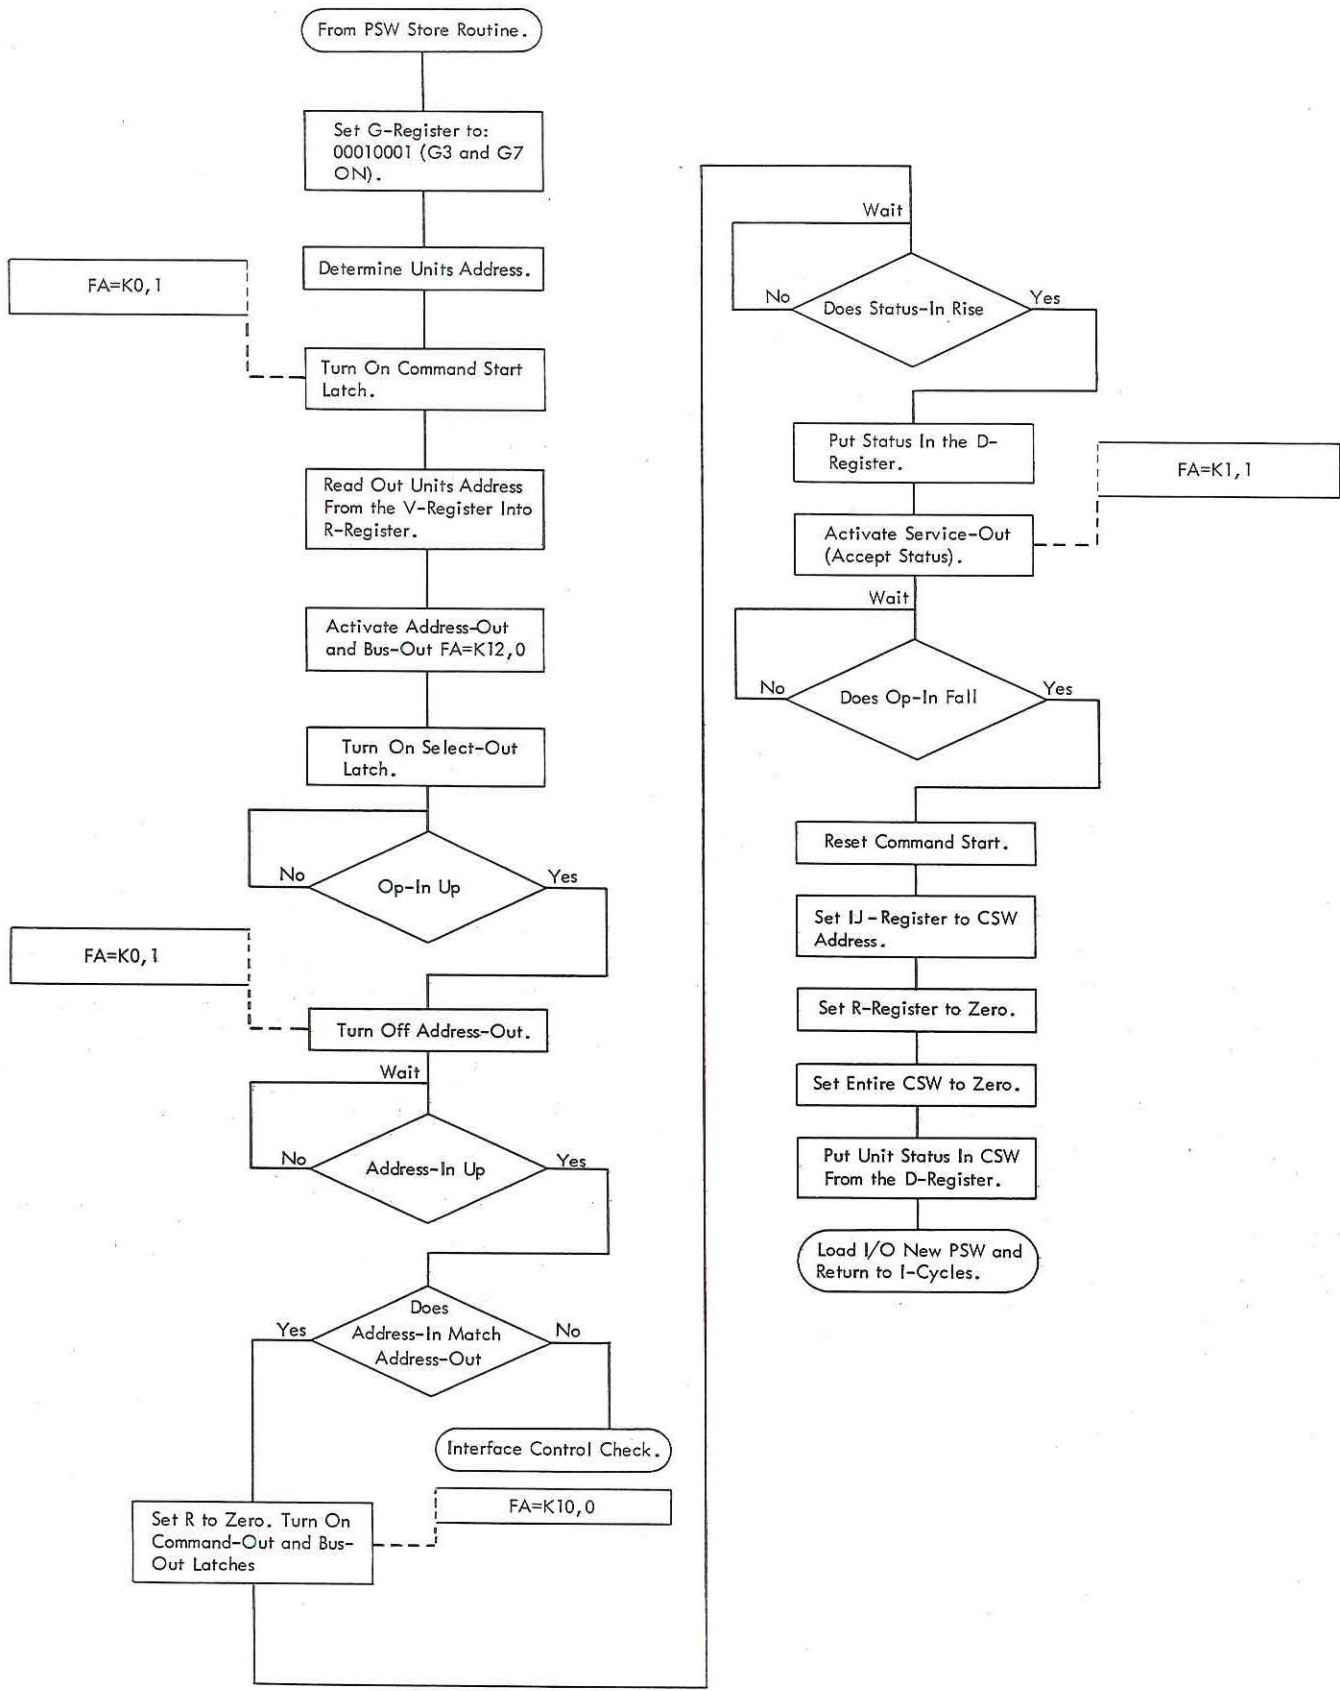 From PSW Store Routine.
Set G-Register to:
00010001 (G3 and G7
ON).
Determine Units Address.
FA=K0,1
Turn On Command Start
Latch.
Read Out Units Address
From the V-Register Into
R-Register.
Activate Address-Out
and Bus-Out FA=K12,0
Turn On Select-Out
Latch.
No
Op-In Up
Yes
FA=K0,1
Turn Off Address-Out.
Wait
No
Address-In Up
Yes
Does
Address-In Match
Address-Out
Yes
No
Interface Control Check.
Set R to Zero. Turn On
Command-Out and Bus-
Out Latches
FA=K10,0
Wait
No
Does Status-In Rise
Yes
Put Status In the D-
Register.
FA=K1,1
Activate Service-Out
(Accept Status).
Wait
No
Does Op-In Fall
Yes
Reset Command Start.
Set IJ-Register to CSW
Address.
Set R-Register to Zero.
Set Entire CSW to Zero.
Put Unit Status In CSW
From the D-Register.
Load I/O New PSW and
Return to I-Cycles.